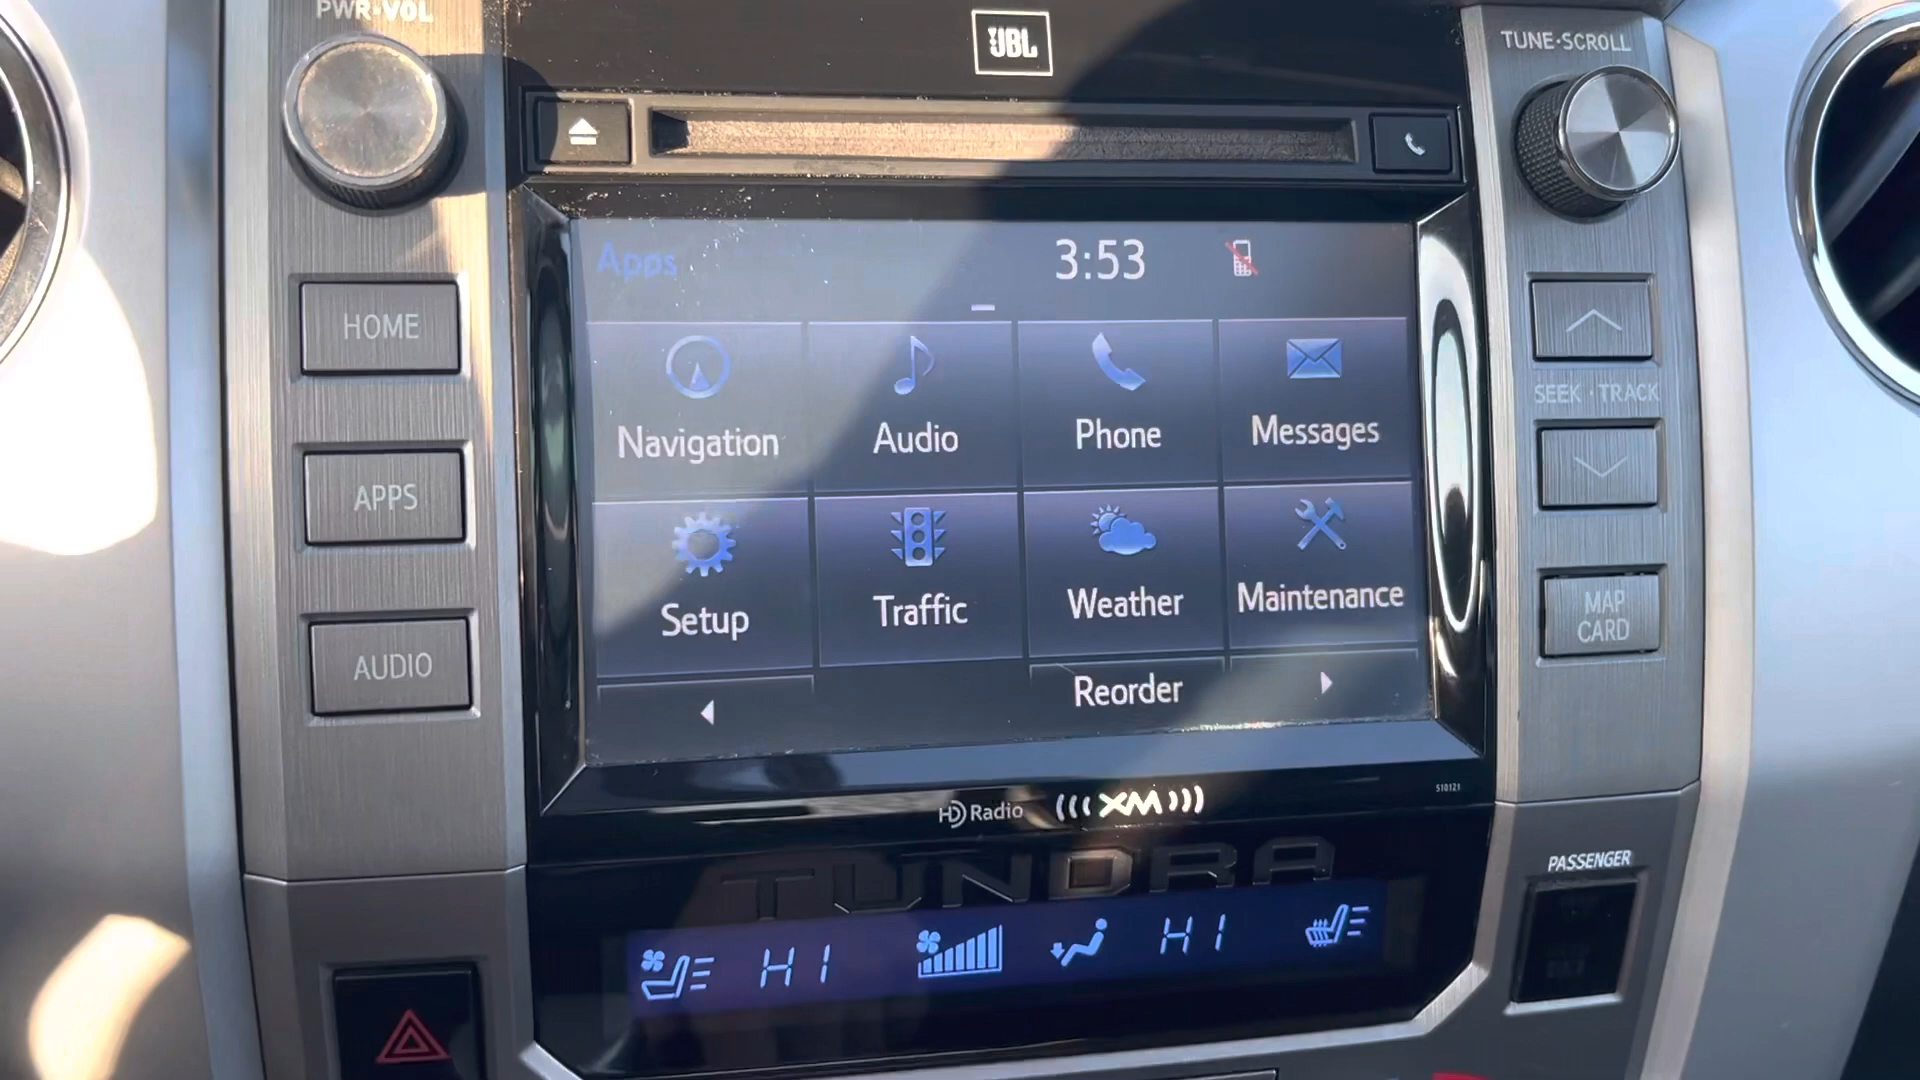 PWR•VOL
JBL
TUNE•SCROLL
Apps
3:53
HOME
Navigation
Audio
Phone
Messages
SEEK • TRACK
APPS
Setup
Traffic
Weather
Maintenance
MAP
CARD
AUDIO
Reorder
510121
HD Radio
((( XM )))
TUNDRA
PASSENGER
HI
HI